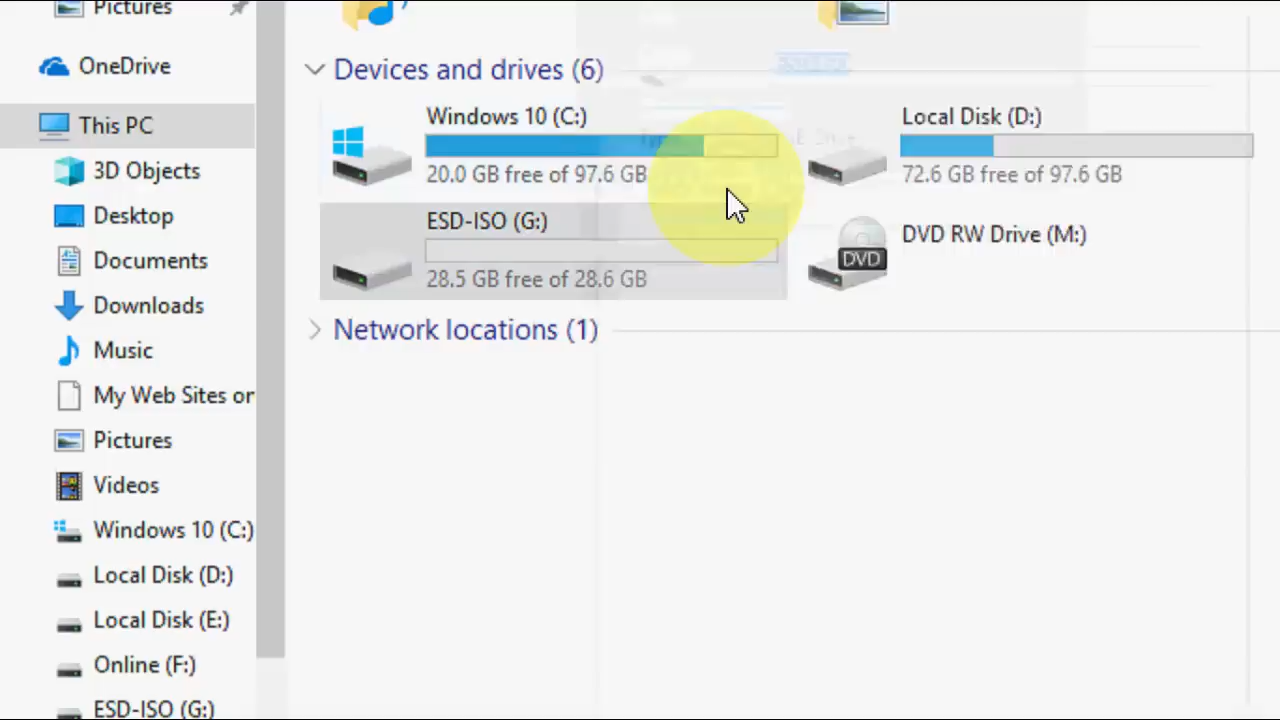 Pictures
OneDrive
This PC
3D Objects
Desktop
Documents
Downloads
Music
My Web Sites or
Pictures
Videos
Windows 10 (C:)
Local Disk (D:)
Local Disk (E:)
Online (F:)
ESD-ISO (G:)
Devices and drives (6)
Windows 10 (C:)
20.0 GB free of 97.6 GB
Local Disk (D:)
72.6 GB free of 97.6 GB
ESD-ISO (G:)
28.5 GB free of 28.6 GB
DVD
DVD RW Drive (M:)
Network locations (1)